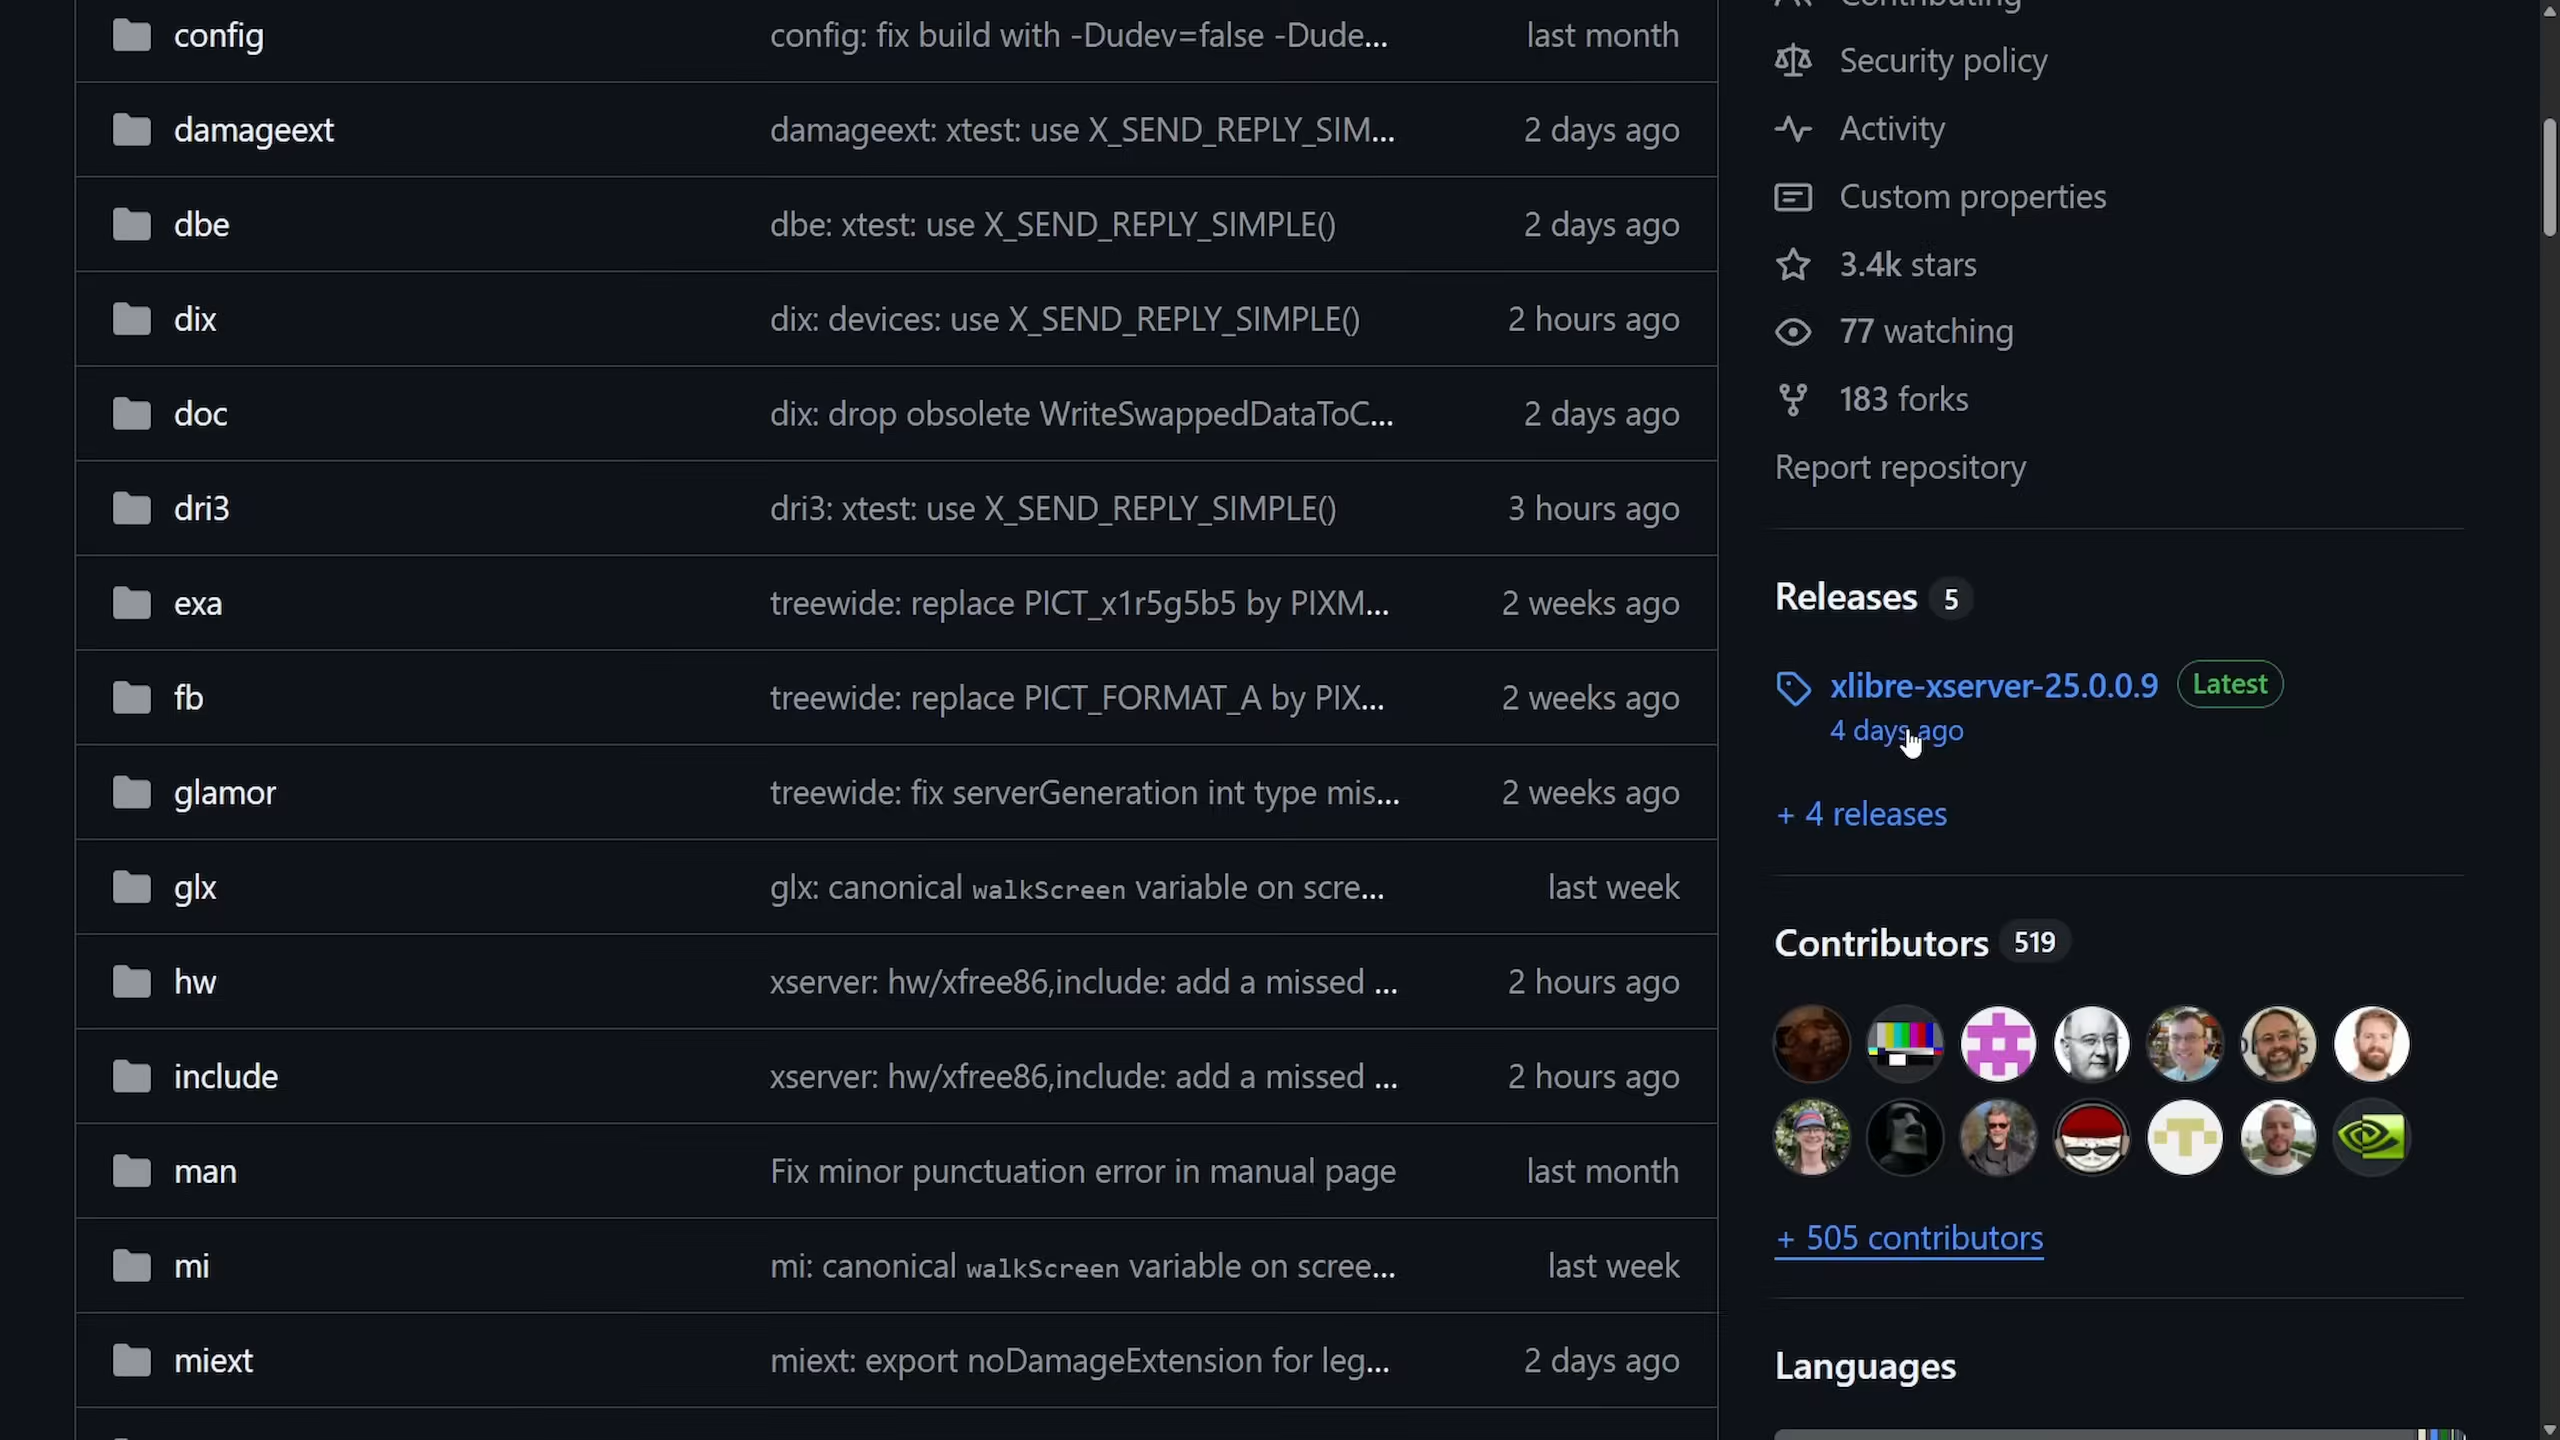 config config: fix build with -Dudev=false -Dude... last month
damageext damageext: xtest: use X_SEND_REPLY_SIM... 2 days ago
dbe dbe: xtest: use X_SEND_REPLY_SIMPLE() 2 days ago
dix dix: devices: use X_SEND_REPLY_SIMPLE() 2 hours ago
doc dix: drop obsolete WriteSwappedDataToC... 2 days ago
dri3 dri3: xtest: use X_SEND_REPLY_SIMPLE() 3 hours ago
exa treewide: replace PICT_x1r5g5b5 by PIXM... 2 weeks ago
fb treewide: replace PICT_FORMAT_A by PIX... 2 weeks ago
glamor treewide: fix serverGeneration int type mis... 2 weeks ago
glx glx: canonical walkScreen variable on scre... last week
hw xserver: hw/xfree86,include: add a missed ... 2 hours ago
include xserver: hw/xfree86,include: add a missed ... 2 hours ago
man Fix minor punctuation error in manual page last month
mi mi: canonical walkScreen variable on scree... last week
miext miext: export noDamageExtension for leg... 2 days ago
Contributing
Security policy
Activity
Custom properties
3.4k stars
77 watching
183 forks
Report repository
Releases 5
xlibre-xserver-25.0.0.9 Latest
4 days ago
+ 4 releases
Contributors 519
+ 505 contributors
Languages